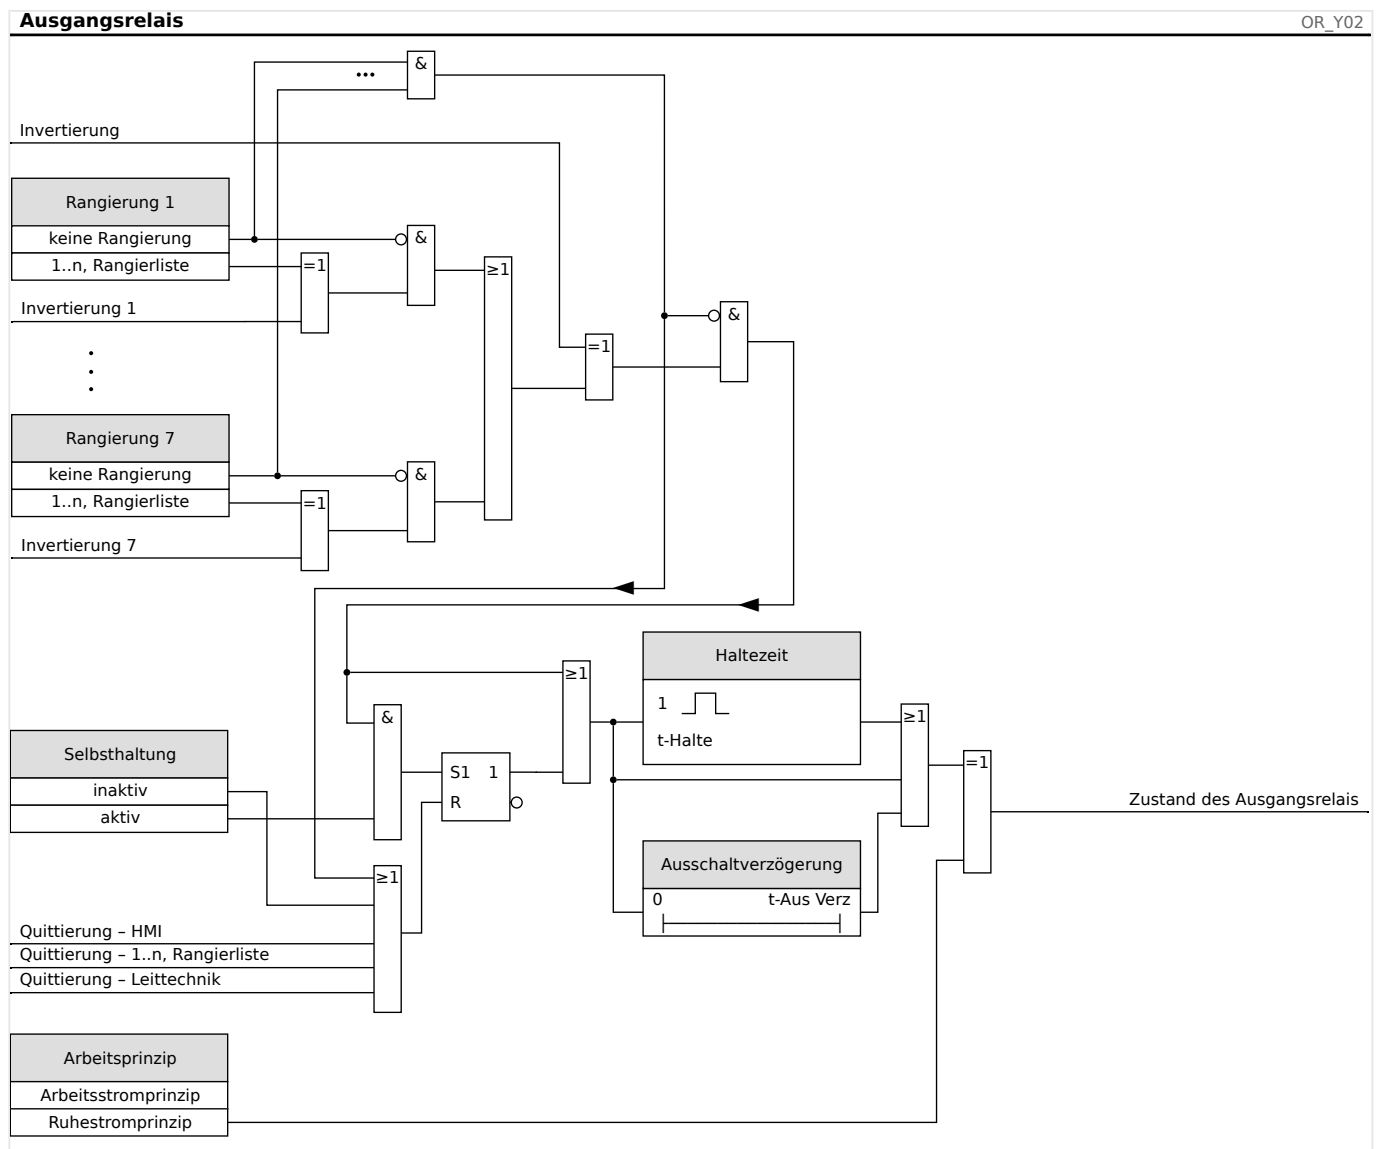 Ausgangsrelais
OR_Y02
&
...
Invertierung
Rangierung 1
keine Rangierung
&
1..n, Rangierliste
=1
≥1
Invertierung 1
&
=1
Rangierung 7
keine Rangierung
&
1..n, Rangierliste
=1
Invertierung 7
Haltezeit
≥1
1
t-Halte
&
≥1
Selbsthaltung
inaktiv
aktiv
S1 1
R
=1
Zustand des Ausgangsrelais
Ausschaltverzögerung
0 t-Aus Verz
≥1
Quittierung – HMI
Quittierung – 1..n, Rangierliste
Quittierung – Leittechnik
Arbeitsprinzip
Arbeitsstromprinzip
Ruhestromprinzip